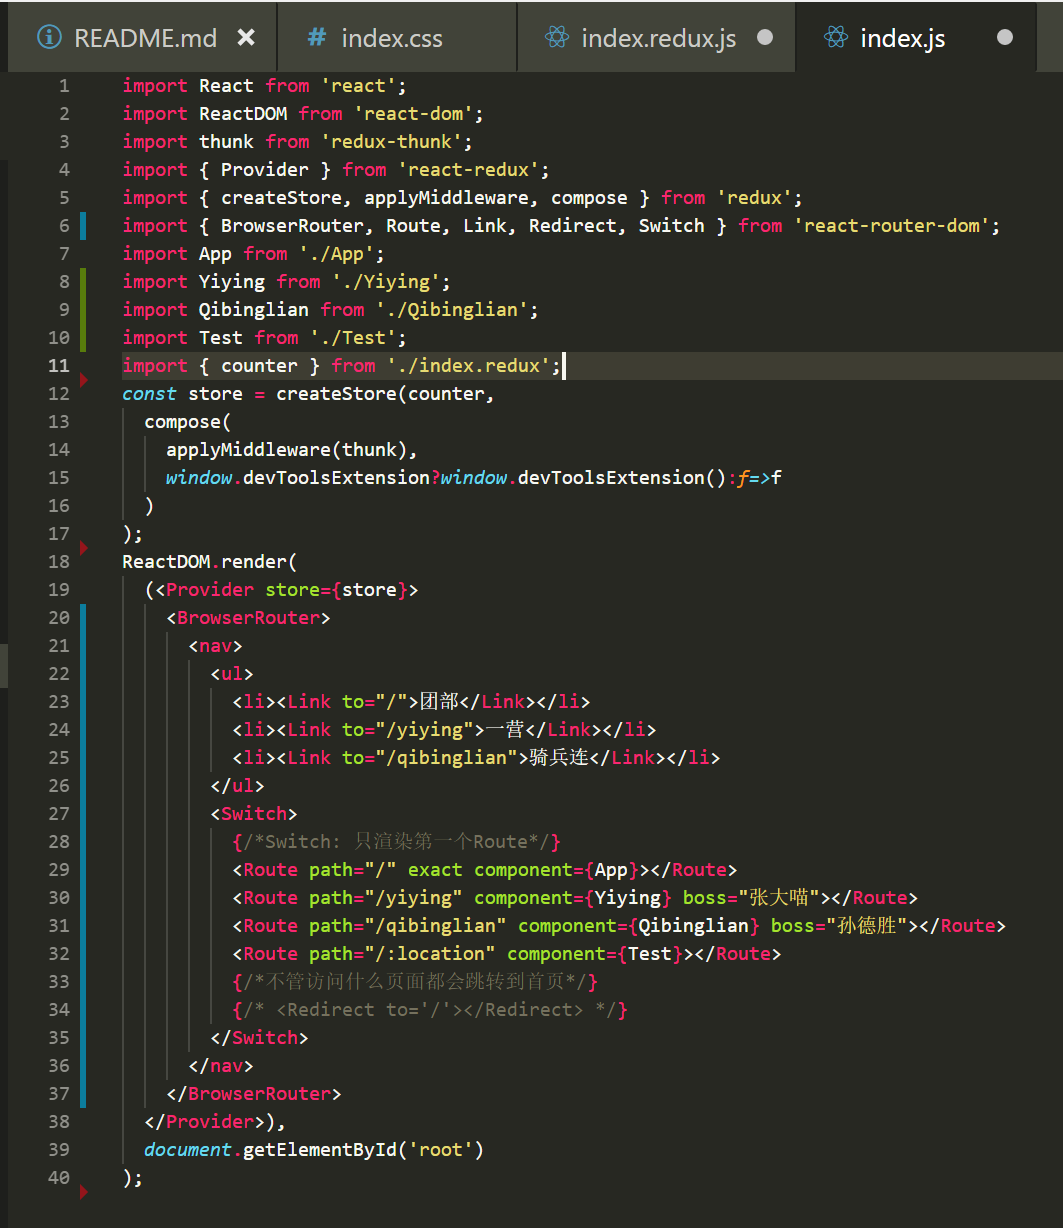 README.md × # index.css index.redux.js index.js
1 import React from 'react';
2 import ReactDOM from 'react-dom';
3 import thunk from 'redux-thunk';
4 import { Provider } from 'react-redux';
5 import { createStore, applyMiddleware, compose } from 'redux';
6 import { BrowserRouter, Route, Link, Redirect, Switch } from 'react-router-dom';
7 import App from './App';
8 import Yiying from './Yiying';
9 import Qibinglian from './Qibinglian';
10 import Test from './Test';
11 import { counter } from './index.redux';
12 const store = createStore(counter,
13   compose(
14     applyMiddleware(thunk),
15     window.devToolsExtension?window.devToolsExtension():f=>f
16   )
17 );
18 ReactDOM.render(
19   (<Provider store={store}>
20     <BrowserRouter>
21       <nav>
22         <ul>
23           <li><Link to="/">团部</Link></li>
24           <li><Link to="/yiying">一营</Link></li>
25           <li><Link to="/qibinglian">骑兵连</Link></li>
26         </ul>
27         <Switch>
28           {/*Switch: 只渲染第一个Route*/}
29           <Route path="/" exact component={App}></Route>
30           <Route path="/yiying" component={Yiying} boss="张大喵"></Route>
31           <Route path="/qibinglian" component={Qibinglian} boss="孙德胜"></Route>
32           <Route path="/:location" component={Test}></Route>
33           {/*不管访问什么页面都会跳转到首页*/}
34           {/* <Redirect to='/'></Redirect> */}
35         </Switch>
36       </nav>
37     </BrowserRouter>
38   </Provider>),
39   document.getElementById('root')
40 );